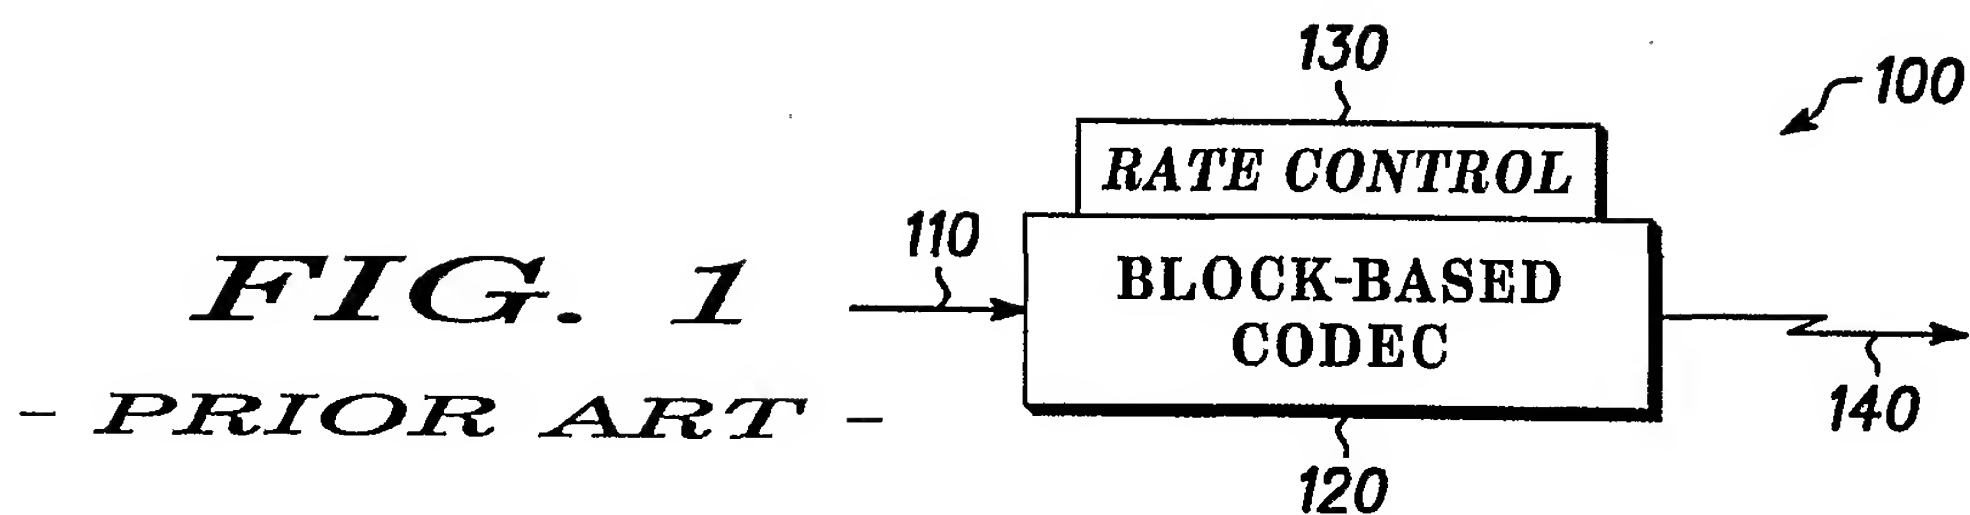 130
100
RATE CONTROL
110
BLOCK-BASED
CODEC
FIG. 1
- PRIOR ART -
140
120